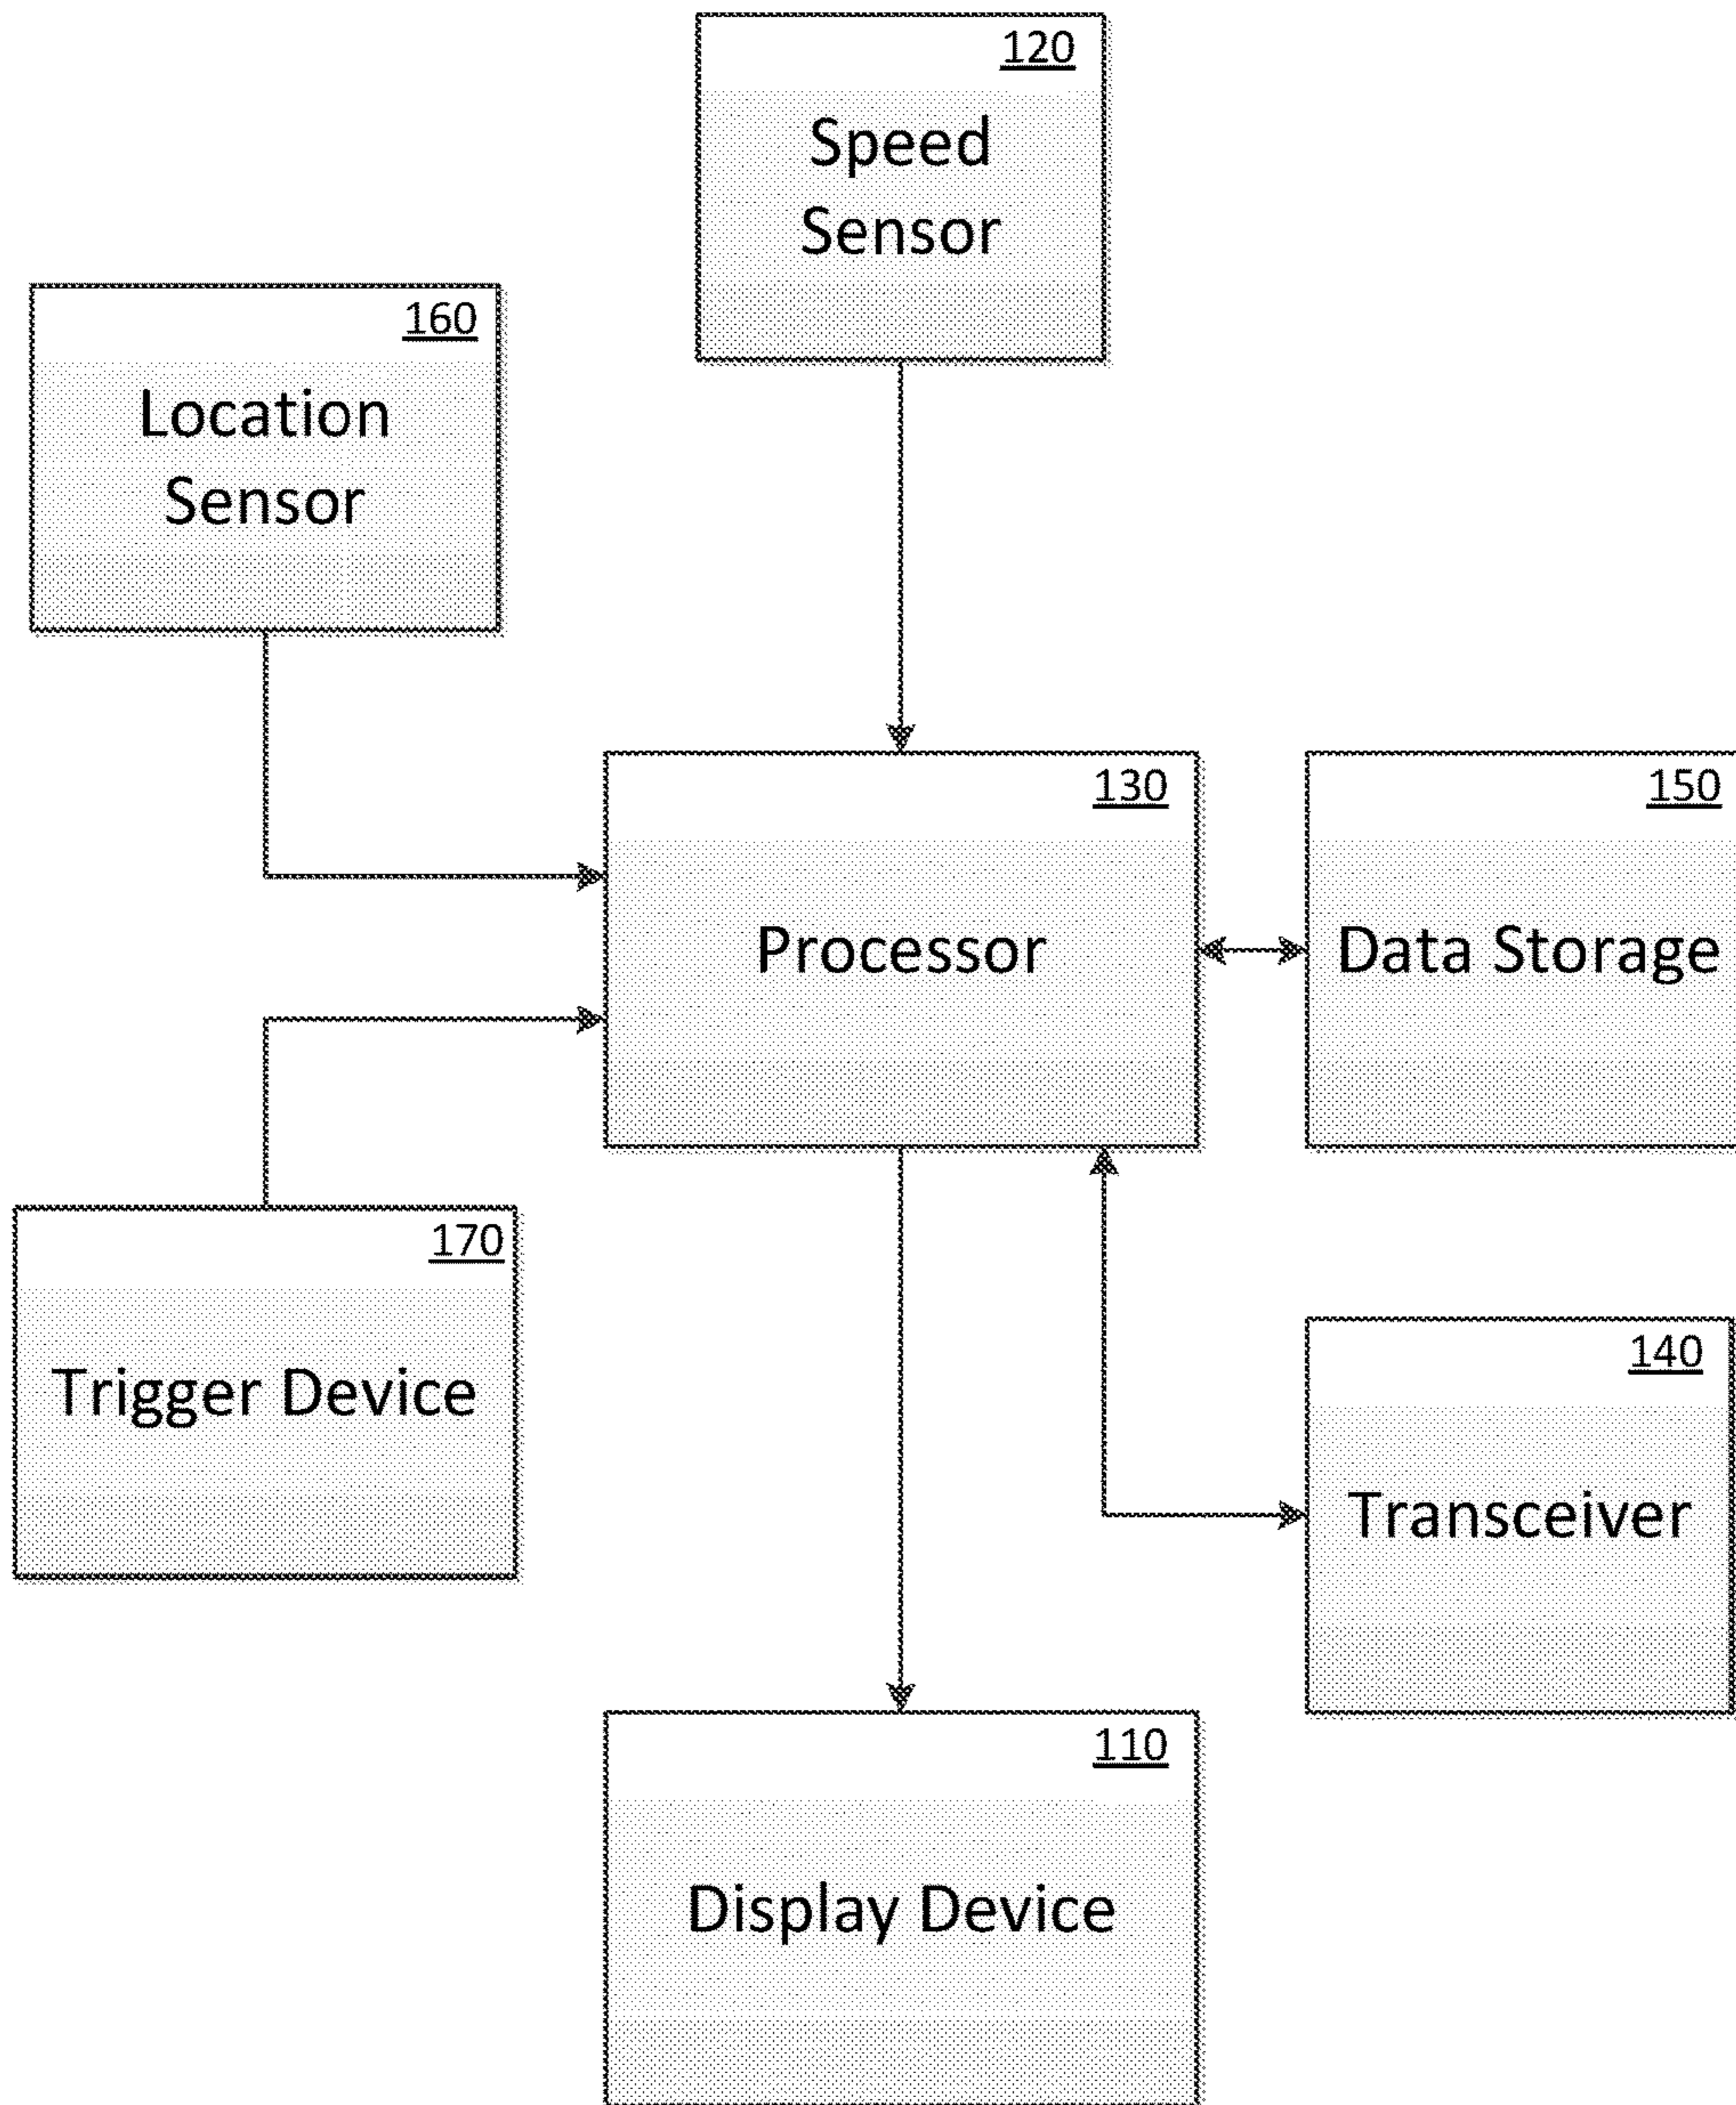 120
Speed
Sensor
160
Location
Sensor
130
Processor
150
Data Storage
170
Trigger Device
140
Transceiver
110
Display Device